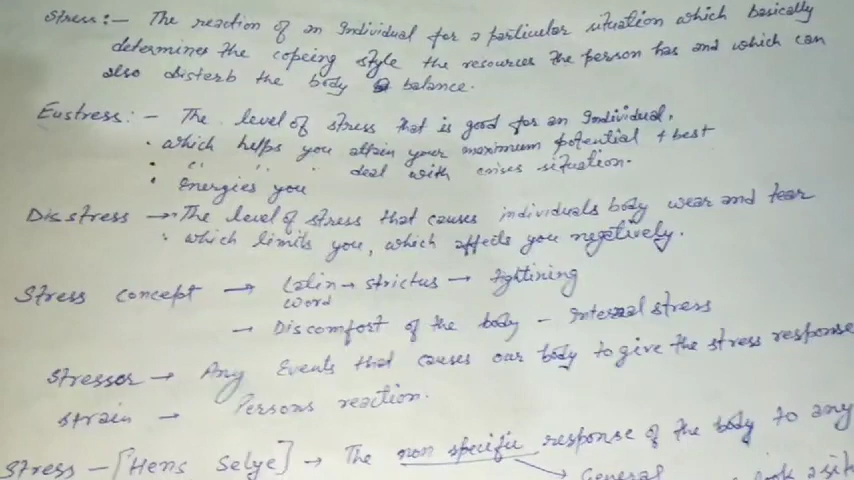 Stress:- The reaction of an Individual for a particular situation which basically
determines the copeing style the resources the person has and which can
also disturb the body balance.
Eustress:- The level of stress that is good for an Individual.
• which helps you attain your maximum potential & best
• " " deal with crises situation.
• Energies you
Disstress → • The level of stress that causes individuals body wear and tear
• which limits you, which affects you negatively.
Stress concept → Latin → strictus → tightining
word
→ Discomfort of the body - Internal stress
Stressor → Any Events that causes our body to give the stress response
Strain → Persons reaction.
Stress - [Hens Selye] → The non specific response of the body to any
→ General look a